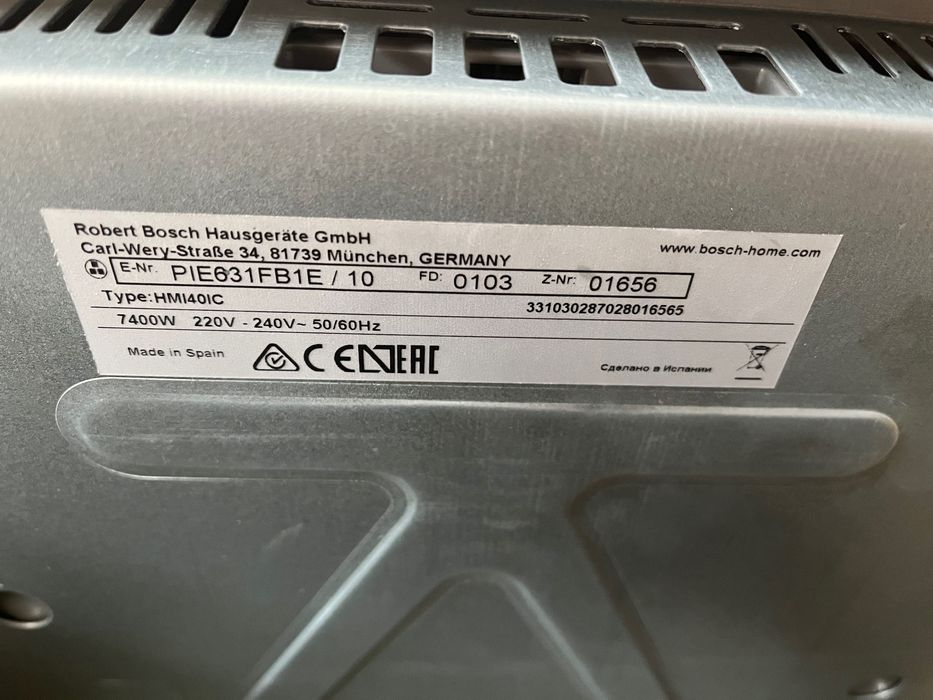 Robert Bosch Hausgeräte GmbH
Carl-Wery-Straße 34, 81739 München, GERMANY
www.bosch-home.com
E-Nr. PIE631FB1E / 10 FD: 0103 Z-Nr: 01656
Type:HMI40IC 331030287028016565
7400W 220V - 240V~ 50/60Hz
Made in Spain CE EAC Сделано в Испании